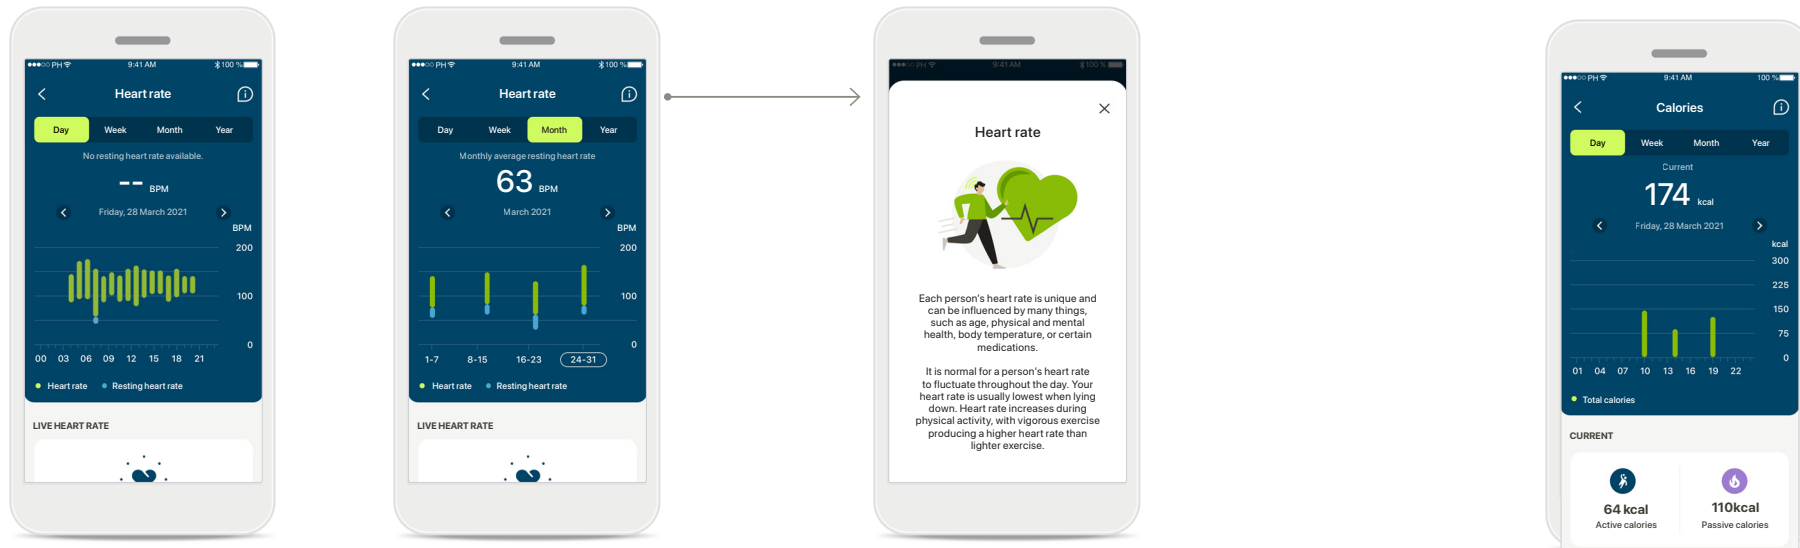 PH 9:41 AM 100 %
Heart rate
Day Week Month Year
No resting heart rate available.
-- BPM
Friday, 28 March 2021
BPM
200
100
0
00 03 06 09 12 15 18 21
Heart rate Resting heart rate
LIVE HEART RATE
PH 9:41 AM 100 %
Heart rate
Day Week Month Year
Monthly average resting heart rate
63 BPM
March 2021
200
100
0
1-7 8-15 16-23 24-31
Heart rate Resting heart rate
LIVE HEART RATE
PH 9:41 AM 100 %
Heart rate
Each person's heart rate is unique and
can be influenced by many things,
such as age, physical and mental
health, body temperature, or certain
medications.
It is normal for a person's heart rate
to fluctuate throughout the day. Your
heart rate is usually lowest when lying
down. Heart rate increases during
physical activity, with vigorous exercise
producing a higher heart rate than
lighter exercise.
PH 9:41 AM 100 %
Calories
Day Week Month Year
Current
174 kcal
Friday, 28 March 2021
kcal
300
225
150
75
0
01 04 07 10 13 16 19 22
Total calories
CURRENT
64 kcal 110kcal
Active calories Passive calories